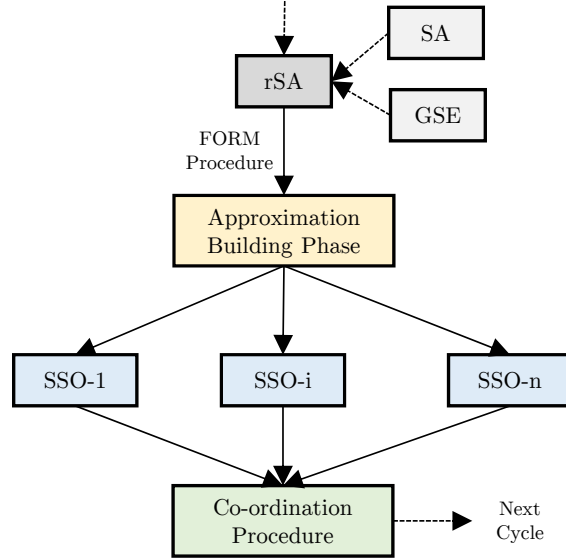 SA
rSA
GSE
FORM
Procedure
Approximation
Building Phase
SSO-1
SSO-i
SSO-n
Co-ordination
Procedure
Next
Cycle